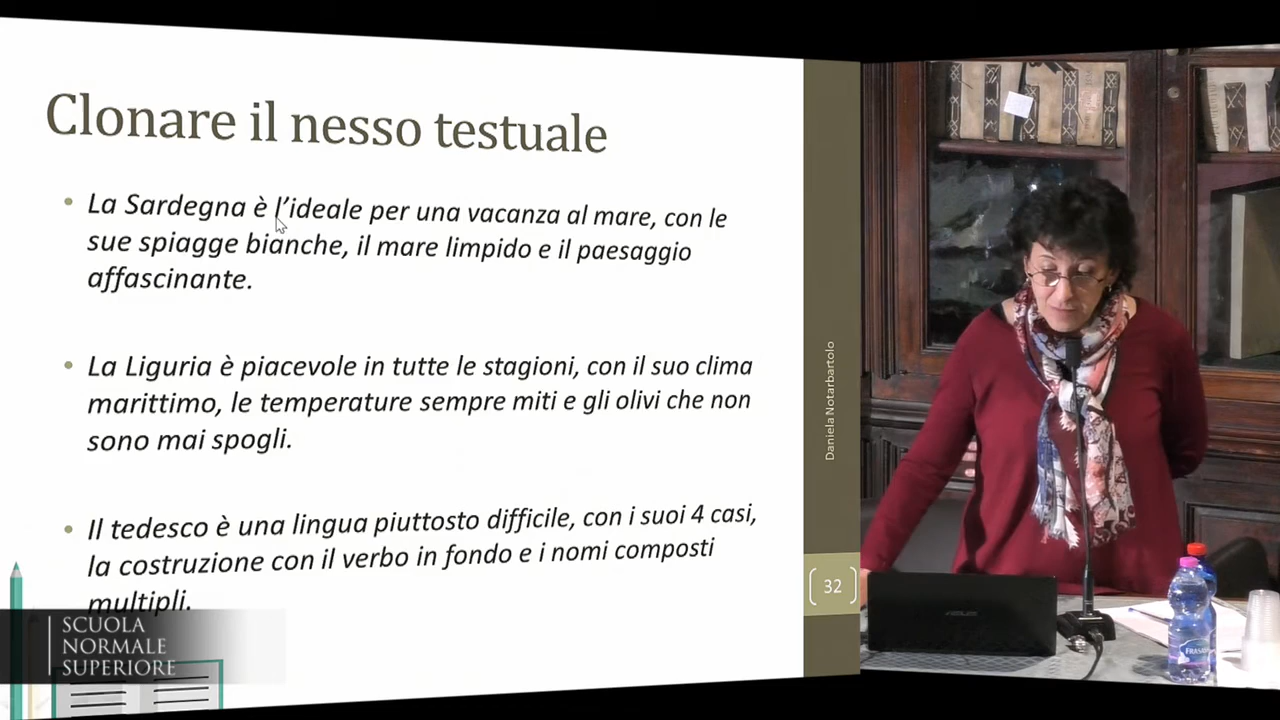 Clonare il nesso testuale
• La Sardegna è l’ideale per una vacanza al mare, con le
sue spiagge bianche, il mare limpido e il paesaggio
affascinante.
• La Liguria è piacevole in tutte le stagioni, con il suo clima
marittimo, le temperature sempre miti e gli olivi che non
sono mai spogli.
• Il tedesco è una lingua piuttosto difficile, con i suoi 4 casi,
la costruzione con il verbo in fondo e i nomi composti
multipli.
Daniela Notarbartolo
32
SCUOLA
NORMALE
SUPERIORE
ASUS